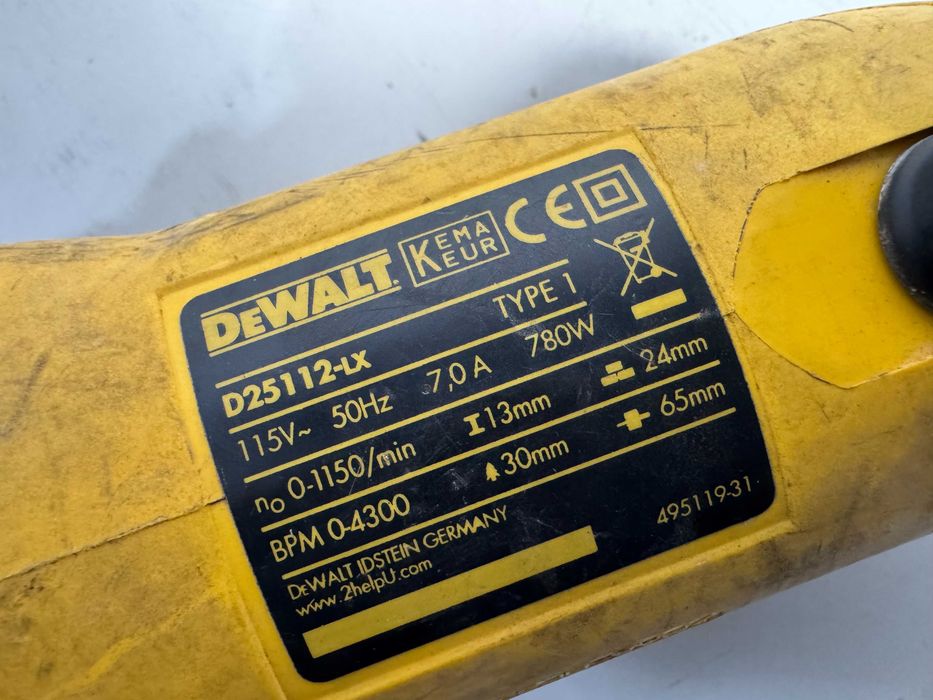 DEWALT KEMA KEUR CE
TYPE 1
D25112-LX
115V~ 50Hz 7,0 A 780W
n₀ 0-1150/min 13mm 24mm
BPM 0-4300 30mm 65mm
DEWALT IDSTEIN GERMANY
www.2helpU.com
495119-31